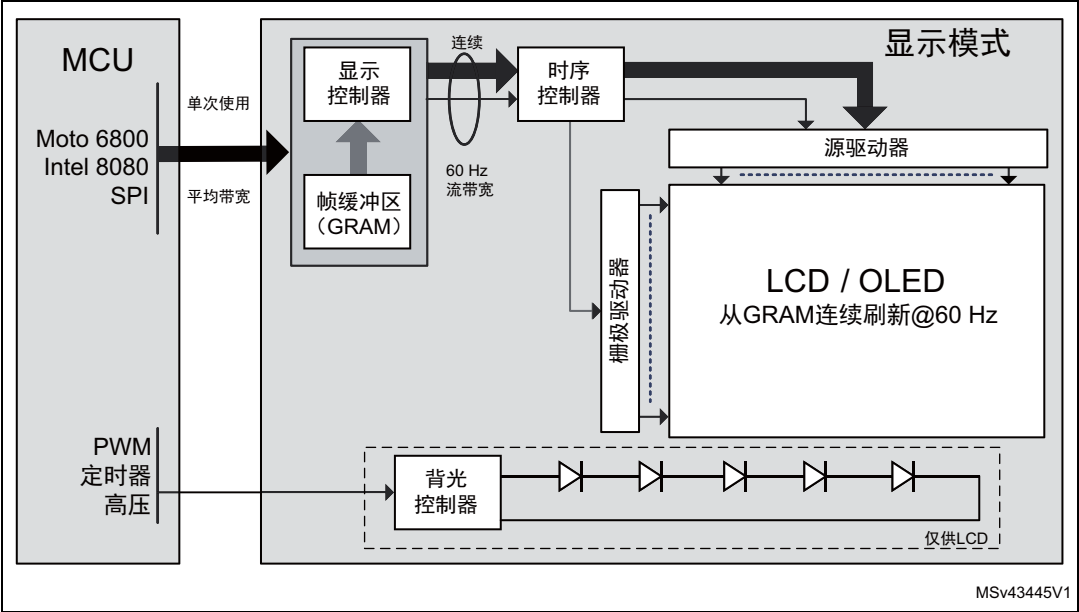 MCU
Moto 6800
Intel 8080
SPI
PWM
定时器
高压
单次使用
平均带宽
显示模式
显示
控制器
帧缓冲区
（GRAM）
连续
60 Hz
流带宽
时序
控制器
源驱动器
栅极驱动器
LCD / OLED
从GRAM连续刷新@60 Hz
背光
控制器
仅供LCD
MSv43445V1